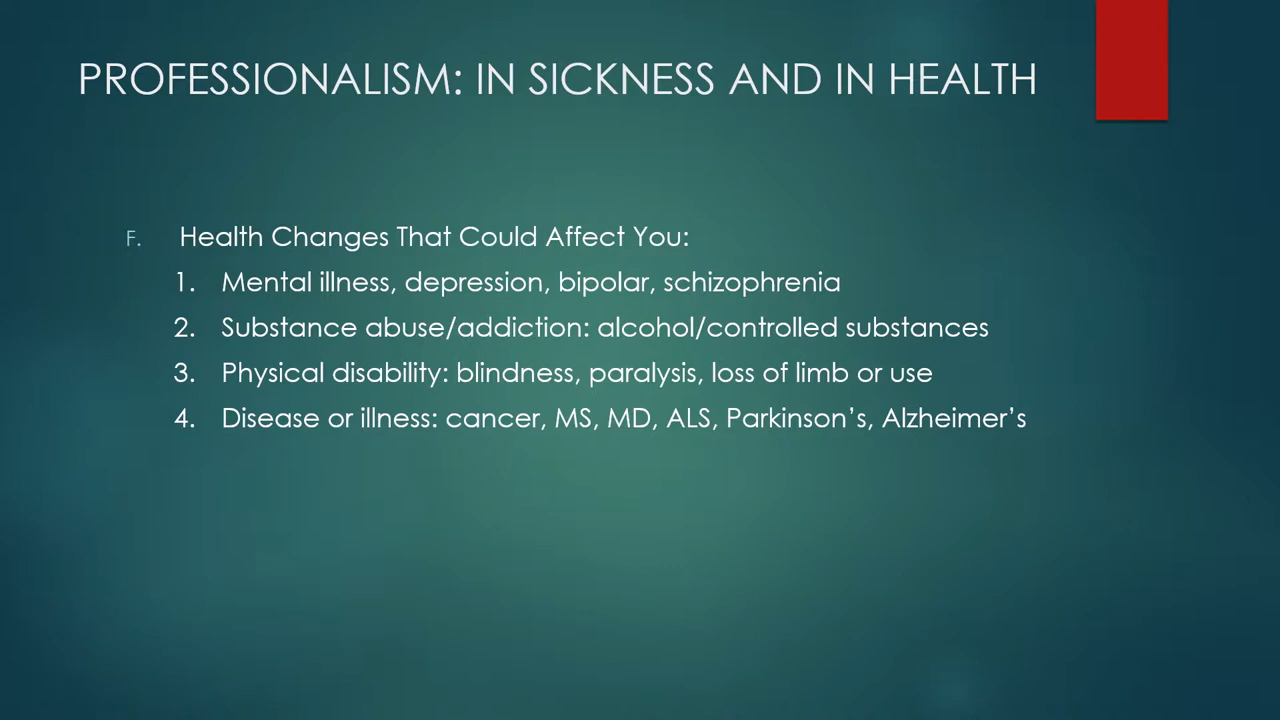 PROFESSIONALISM: IN SICKNESS AND IN HEALTH
F. Health Changes That Could Affect You:
1. Mental illness, depression, bipolar, schizophrenia
2. Substance abuse/addiction: alcohol/controlled substances
3. Physical disability: blindness, paralysis, loss of limb or use
4. Disease or illness: cancer, MS, MD, ALS, Parkinson’s, Alzheimer’s